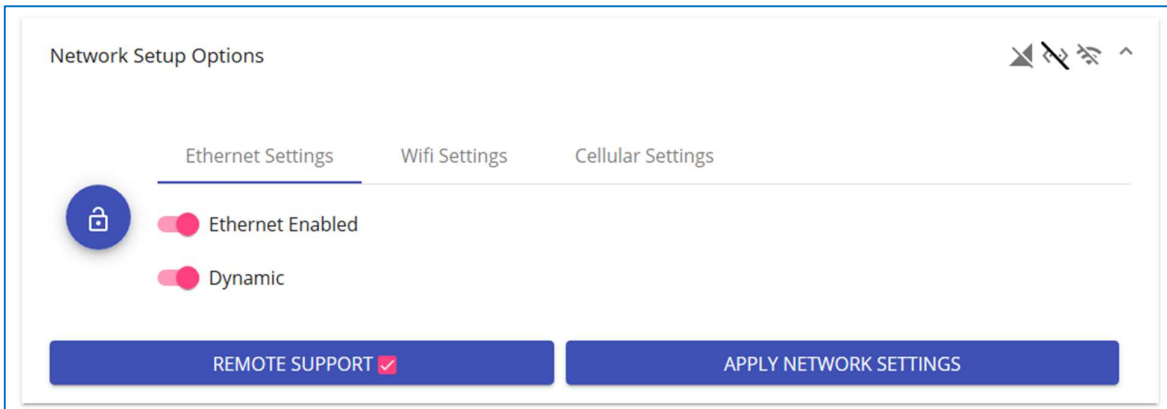 Network Setup Options
Ethernet Settings Wifi Settings Cellular Settings
Ethernet Enabled
Dynamic
REMOTE SUPPORT APPLY NETWORK SETTINGS